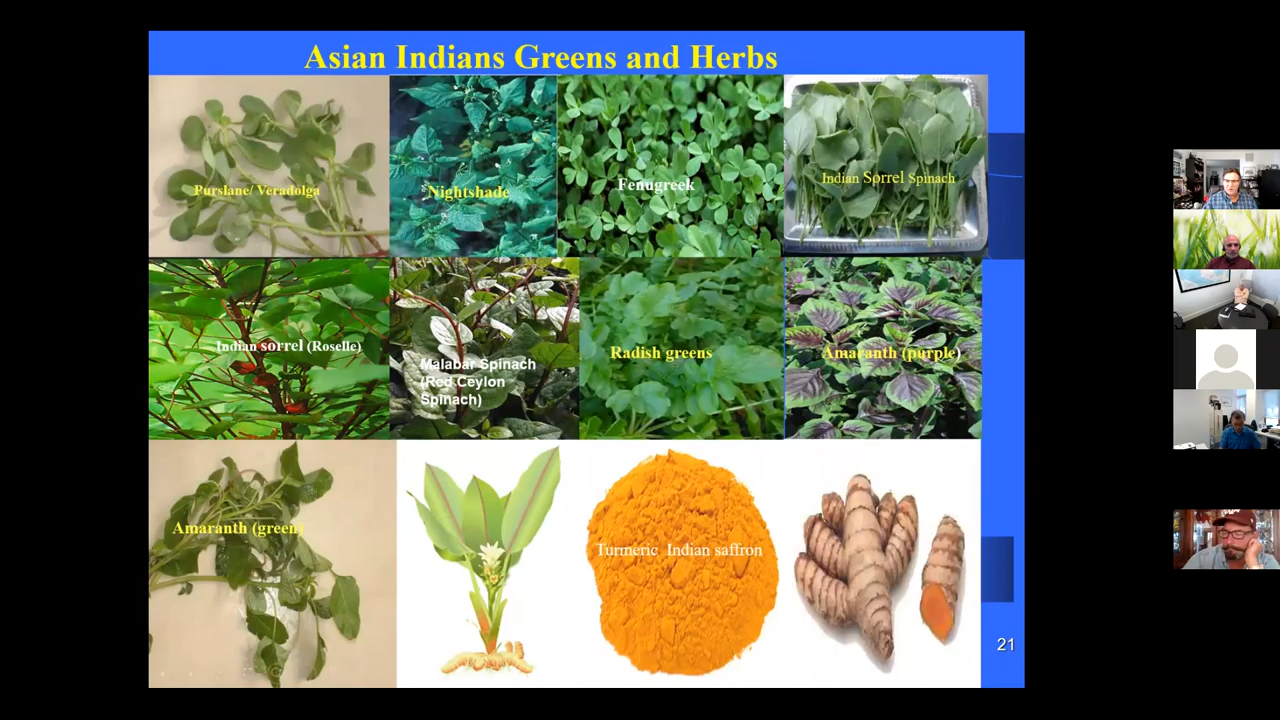 Asian Indians Greens and Herbs
Purslane/ Veradolga
Nightshade
Fenugreek
Indian Sorrel Spinach
Indian sorrel (Roselle)
Malabar Spinach
(Red Ceylon
Spinach)
Radish greens
Amaranth (purple)
Amaranth (green)
Turmeric Indian saffron
21